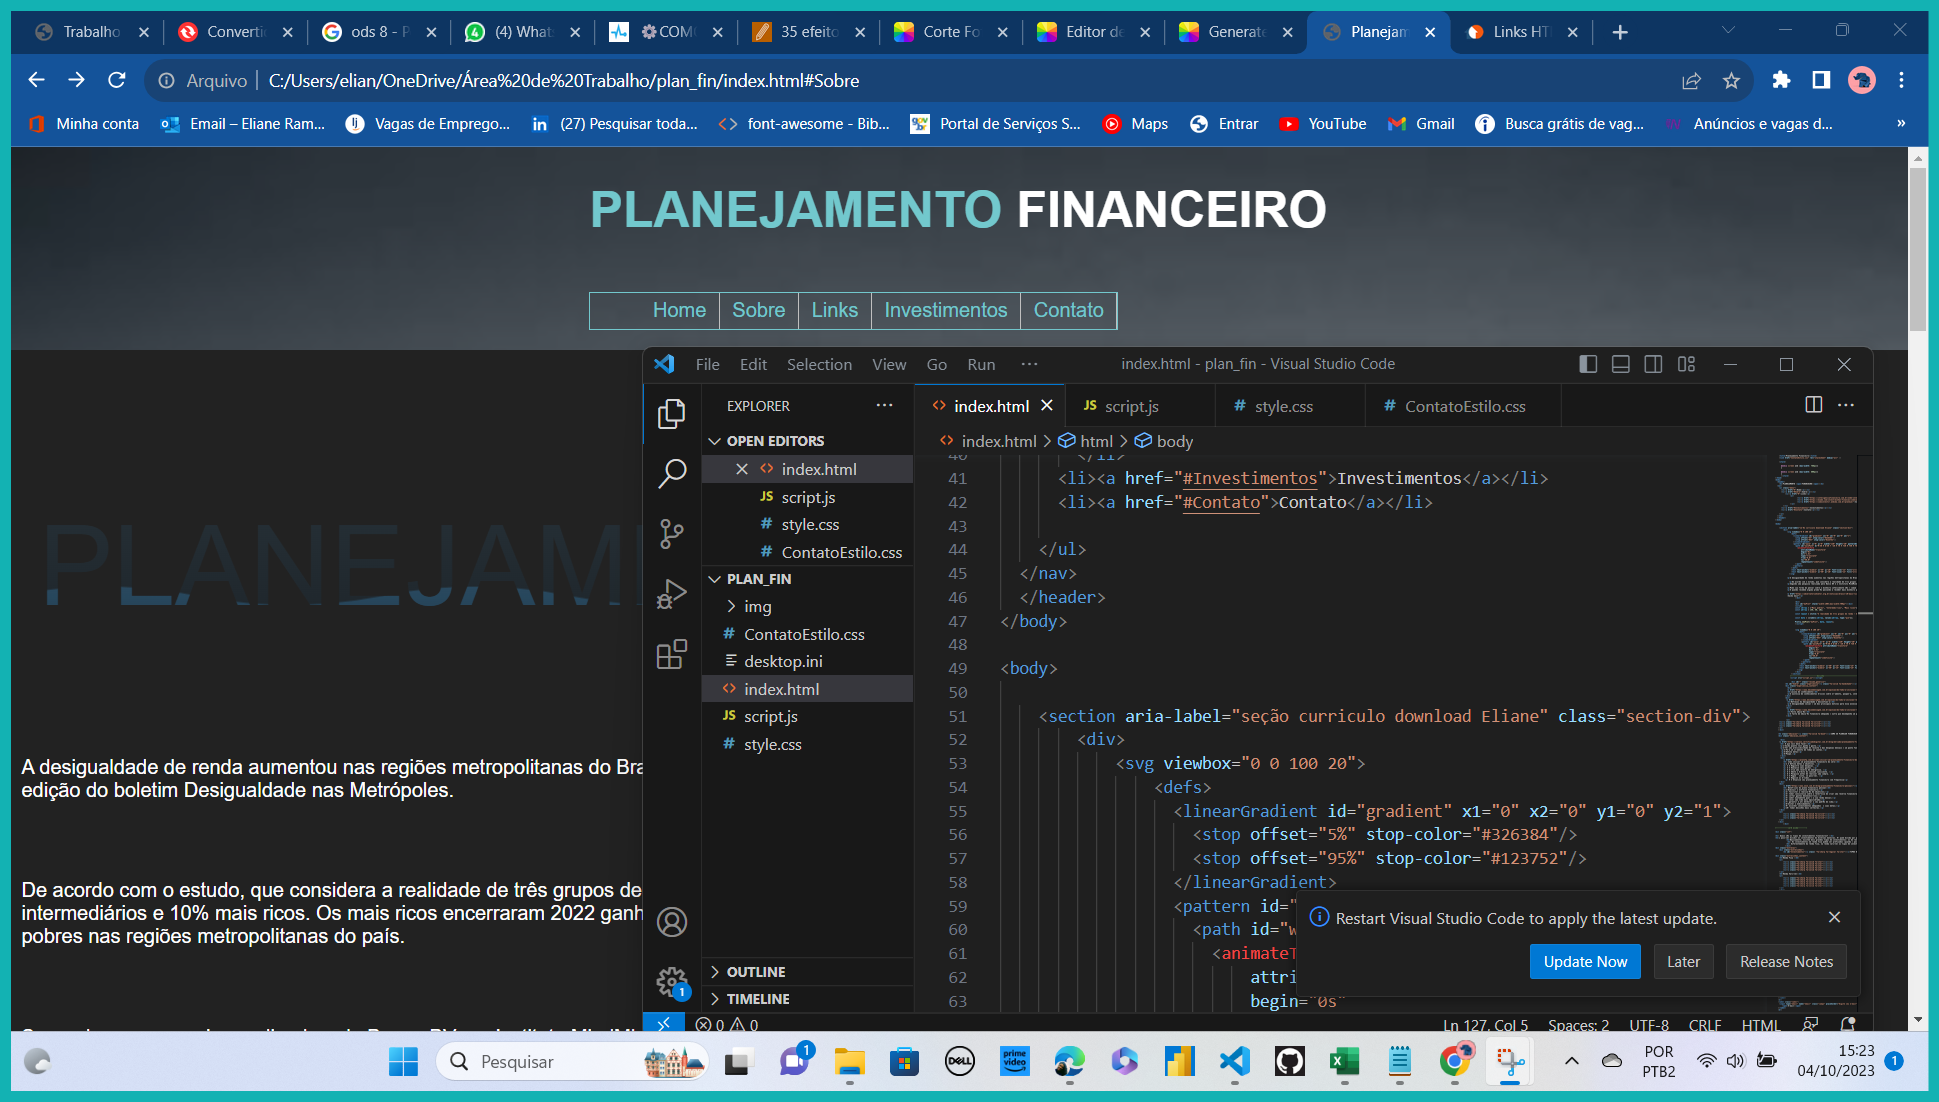 Trabalho
Converti
ods 8 - P
(4) What
COMO
35 efeito
Corte Fo
Editor de
Generate
Planejam
Links HT
Arquivo
C:/Users/elian/OneDrive/Área%20de%20Trabalho/plan_fin/index.html#Sobre
Minha conta
Email – Eliane Ram...
Vagas de Emprego...
(27) Pesquisar toda...
font-awesome - Bib...
Portal de Serviços S...
Maps
Entrar
YouTube
Gmail
Busca grátis de vag...
Anúncios e vagas d...
»
PLANEJAMENTO FINANCEIRO
Home
Sobre
Links
Investimentos
Contato
PLANEJAM
A desigualdade de renda aumentou nas regiões metropolitanas do Bra
edição do boletim Desigualdade nas Metrópoles.
De acordo com o estudo, que considera a realidade de três grupos de
intermediários e 10% mais ricos. Os mais ricos encerraram 2022 ganh
pobres nas regiões metropolitanas do país.
File Edit Selection View Go Run ···
index.html - plan_fin - Visual Studio Code
EXPLORER ···
OPEN EDITORS
index.html
JS script.js
# style.css
# ContatoEstilo.css
PLAN_FIN
img
# ContatoEstilo.css
desktop.ini
index.html
JS script.js
# style.css
OUTLINE
TIMELINE
1
<> index.html
JS script.js
# style.css
# ContatoEstilo.css
<> index.html > html > body
40 </li>
41 <li><a href="#Investimentos">Investimentos</a></li>
42 <li><a href="#Contato">Contato</a></li>
43
44 </ul>
45 </nav>
46 </header>
47 </body>
48
49 <body>
50
51 <section aria-label="seção curriculo download Eliane" class="section-div">
52 <div>
53 <svg viewbox="0 0 100 20">
54 <defs>
55 <linearGradient id="gradient" x1="0" x2="0" y1="0" y2="1">
56 <stop offset="5%" stop-color="#326384"/>
57 <stop offset="95%" stop-color="#123752"/>
58 </linearGradient>
59 <pattern id="
60 <path id="w
61 <animateT
62 attri
63 begin="0s"
Restart Visual Studio Code to apply the latest update.
Update Now
Later
Release Notes
0 0
Ln 127, Col 5 Spaces: 2 UTF-8 CRLF HTML
Pesquisar
1
DELL
prime video
POR
PTB2
15:23
04/10/2023
1